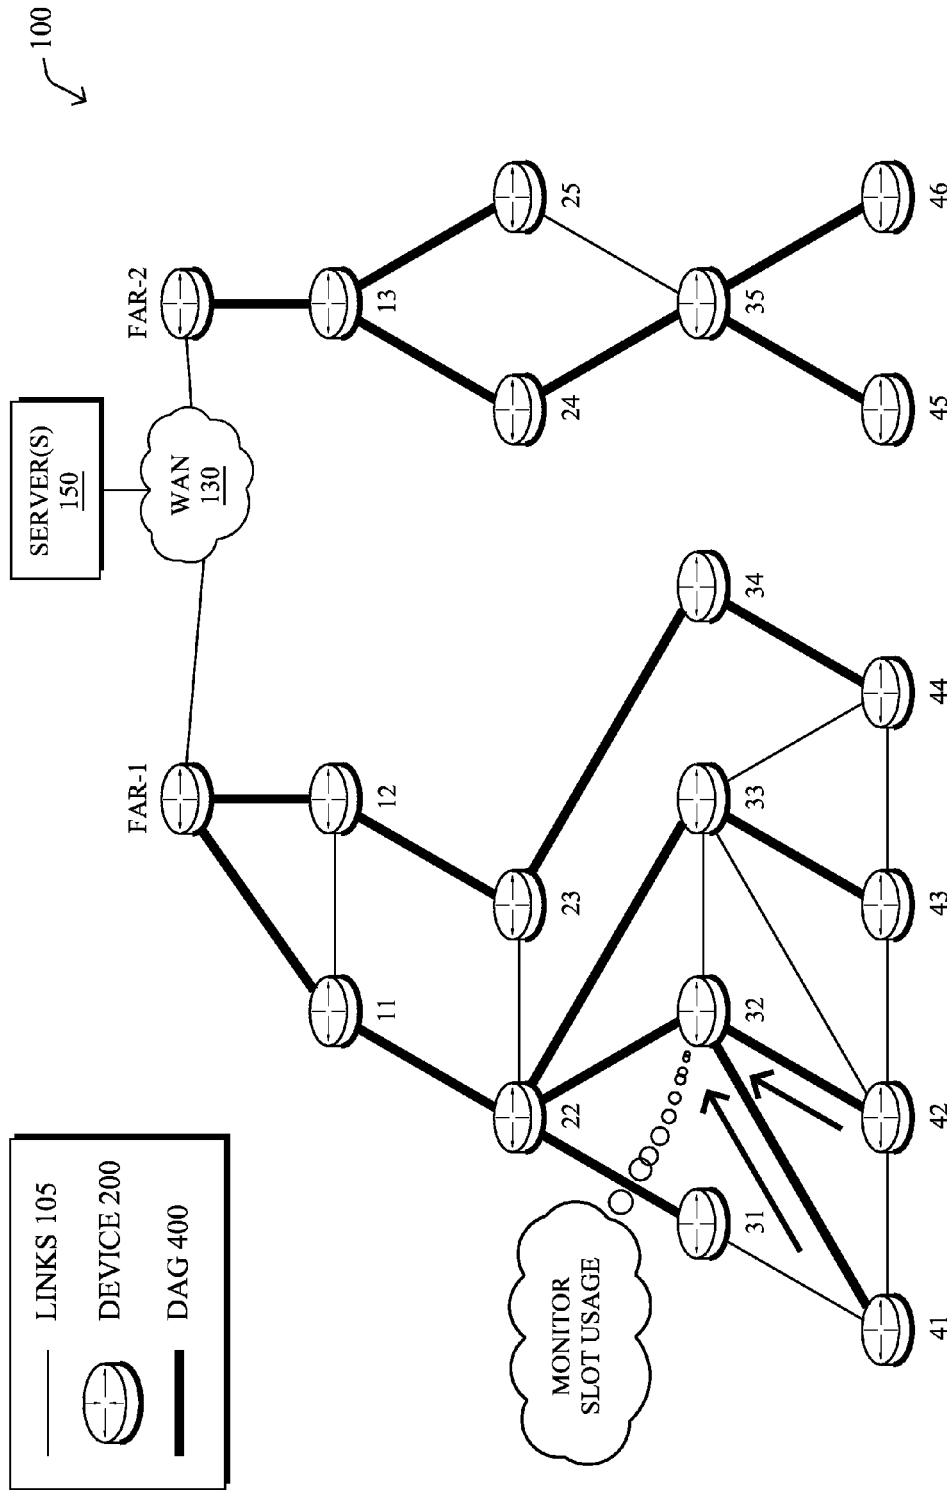 100
SERVER(S)
150
WAN
130
FAR-1
FAR-2
11
12
13
22
23
24
25
31
32
33
34
35
41
42
43
44
45
46
MONITOR
SLOT USAGE
LINKS 105
DEVICE 200
DAG 400